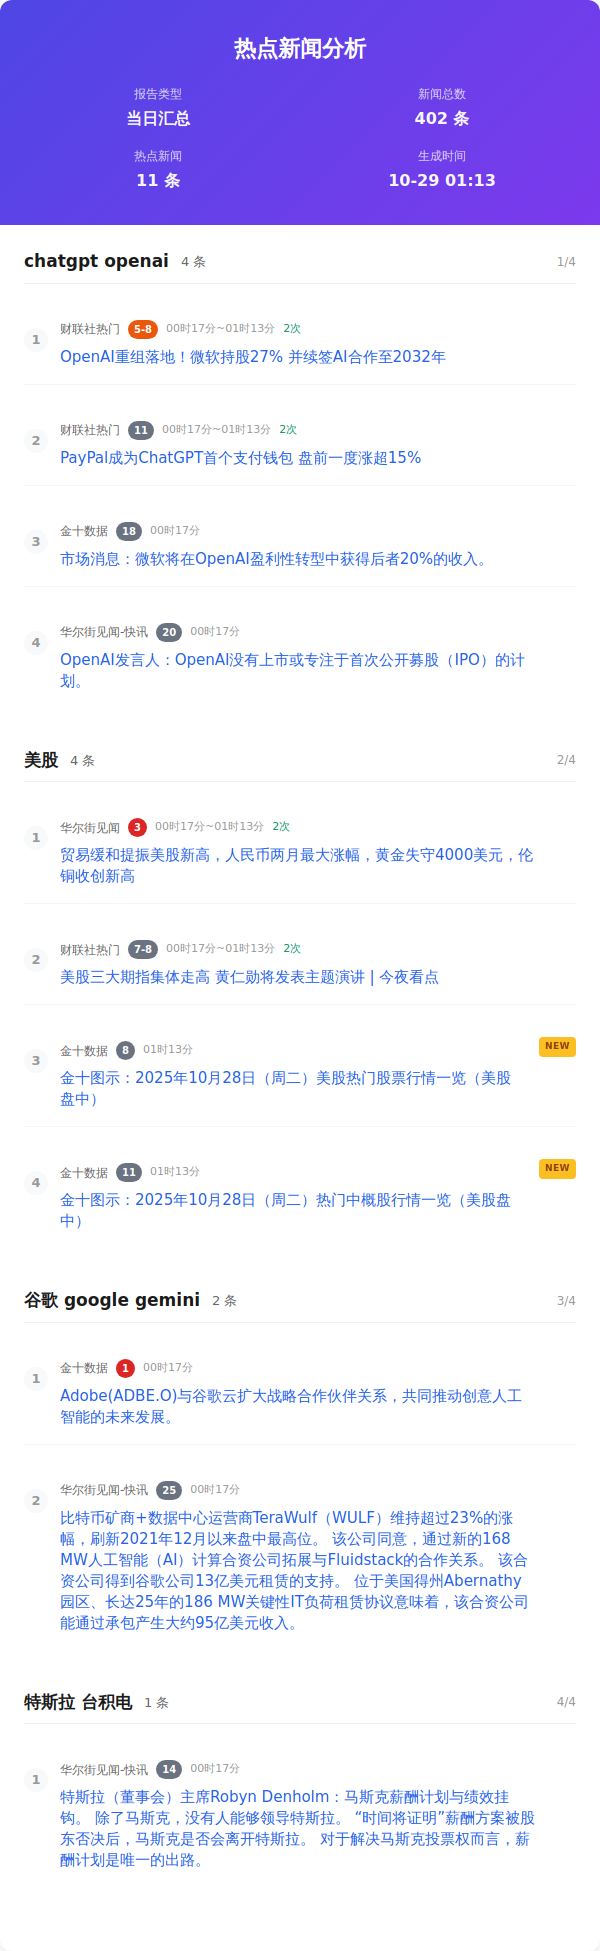 热点新闻分析
报告类型
当日汇总
新闻总数
402 条
热点新闻
11 条
生成时间
10-29 01:13
chatgpt openai 4 条 1/4
1
财联社热门 5-8 00时17分~01时13分 2次
OpenAI重组落地！微软持股27% 并续签AI合作至2032年
2
财联社热门 11 00时17分~01时13分 2次
PayPal成为ChatGPT首个支付钱包 盘前一度涨超15%
3
金十数据 18 00时17分
市场消息：微软将在OpenAI盈利性转型中获得后者20%的收入。
4
华尔街见闻-快讯 20 00时17分
OpenAI发言人：OpenAI没有上市或专注于首次公开募股（IPO）的计
划。
美股 4 条 2/4
1
华尔街见闻 3 00时17分~01时13分 2次
贸易缓和提振美股新高，人民币两月最大涨幅，黄金失守4000美元，伦
铜收创新高
2
财联社热门 7-8 00时17分~01时13分 2次
美股三大期指集体走高 黄仁勋将发表主题演讲 | 今夜看点
3
金十数据 8 01时13分 NEW
金十图示：2025年10月28日（周二）美股热门股票行情一览（美股
盘中）
4
金十数据 11 01时13分 NEW
金十图示：2025年10月28日（周二）热门中概股行情一览（美股盘
中）
谷歌 google gemini 2 条 3/4
1
金十数据 1 00时17分
Adobe(ADBE.O)与谷歌云扩大战略合作伙伴关系，共同推动创意人工
智能的未来发展。
2
华尔街见闻-快讯 25 00时17分
比特币矿商+数据中心运营商TeraWulf（WULF）维持超过23%的涨
幅，刷新2021年12月以来盘中最高位。 该公司同意，通过新的168
MW人工智能（AI）计算合资公司拓展与Fluidstack的合作关系。 该合
资公司得到谷歌公司13亿美元租赁的支持。 位于美国得州Abernathy
园区、长达25年的186 MW关键性IT负荷租赁协议意味着，该合资公司
能通过承包产生大约95亿美元收入。
特斯拉 台积电 1 条 4/4
1
华尔街见闻-快讯 14 00时17分
特斯拉（董事会）主席Robyn Denholm：马斯克薪酬计划与绩效挂
钩。 除了马斯克，没有人能够领导特斯拉。 “时间将证明”薪酬方案被股
东否决后，马斯克是否会离开特斯拉。 对于解决马斯克投票权而言，薪
酬计划是唯一的出路。